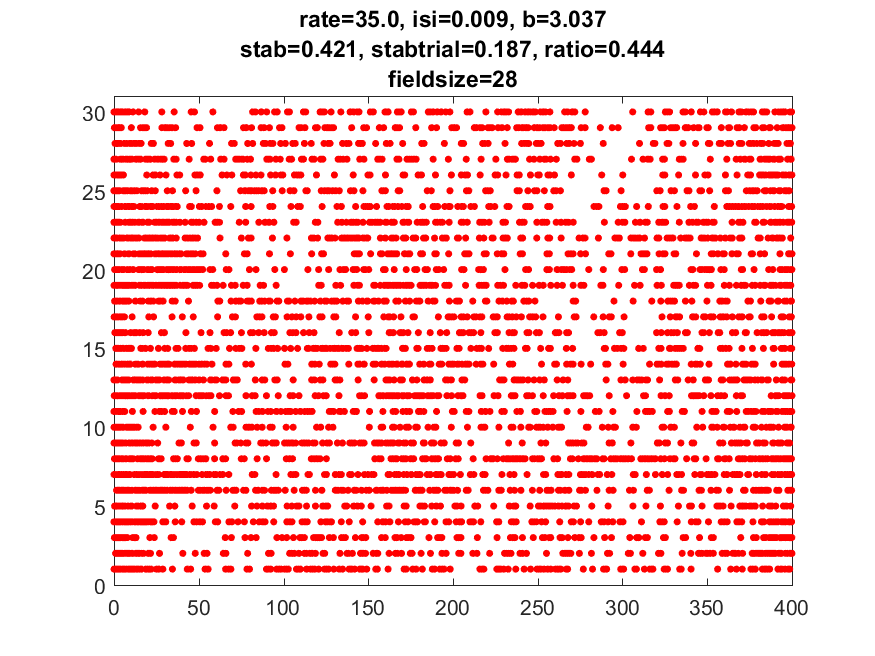 rate=35.0, isi=0.009, b=3.037
stab=0.421, stabtrial=0.187, ratio=0.444
fieldsize=28
30
25
20
15
10
5
0
0 50 100 150 200 250 300 350 400